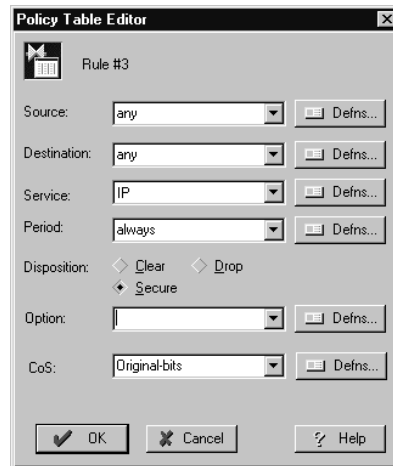 Policy Table Editor
Rule #3
Source: any Defns...
Destination: any Defns...
Service: IP Defns...
Period: always Defns...
Disposition: Clear Drop
Secure
Option: Defns...
CoS: Original-bits Defns...
OK Cancel ? Help